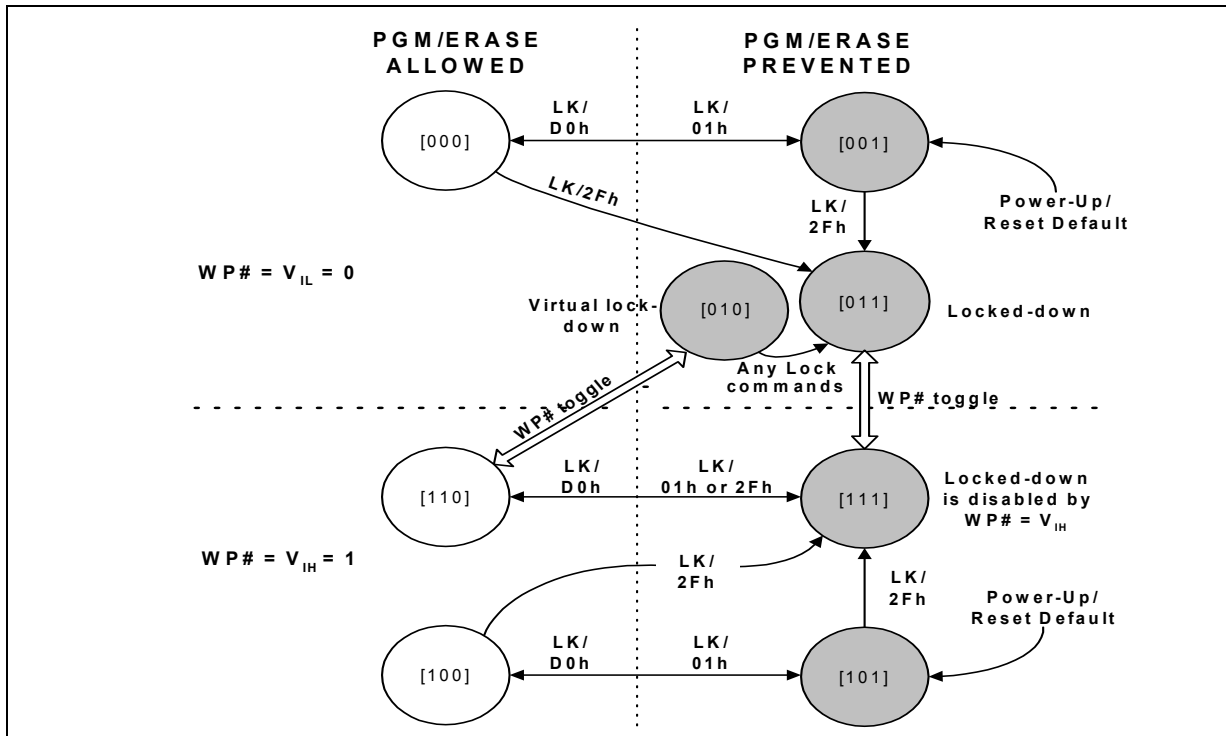 PGM/ERASE
ALLOWED
PGM/ERASE
PREVENTED
LK/
D0h
LK/
01h
[000]
[001]
LK/2Fh
LK/
2Fh
Power-Up/
Reset Default
WP# = VIL = 0
Virtual lock-
down
[010]
[011]
Locked-down
Any Lock
commands
WP# toggle
WP# toggle
LK/
D0h
LK/
01h or 2Fh
[110]
[111]
Locked-down
is disabled by
WP# = VIH
WP# = VIH = 1
LK/
2Fh
LK/
2Fh
Power-Up/
Reset Default
LK/
D0h
LK/
01h
[100]
[101]